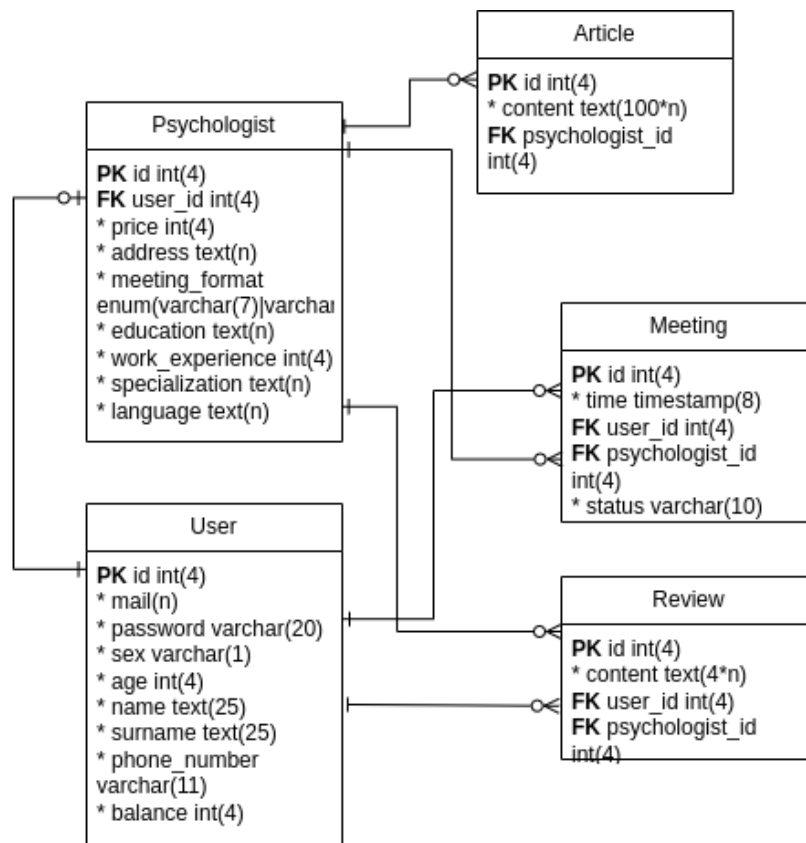 Article
PK id int(4)
* content text(100*n)
FK psychologist_id
int(4)
Psychologist
PK id int(4)
FK user_id int(4)
* price int(4)
* address text(n)
* meeting_format
enum(varchar(7)|varchar
* education text(n)
* work_experience int(4)
* specialization text(n)
* language text(n)
Meeting
PK id int(4)
* time timestamp(8)
FK user_id int(4)
FK psychologist_id
int(4)
* status varchar(10)
User
PK id int(4)
* mail(n)
* password varchar(20)
* sex varchar(1)
* age int(4)
* name text(25)
* surname text(25)
* phone_number
varchar(11)
* balance int(4)
Review
PK id int(4)
* content text(4*n)
FK user_id int(4)
FK psychologist_id
int(4)